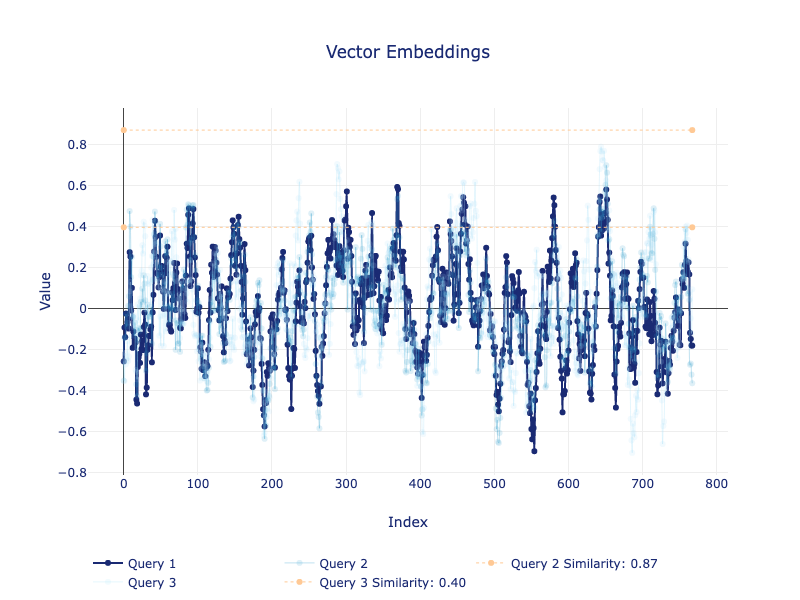 Vector Embeddings
0.8
0.6
0.4
0.2
0
−0.2
−0.4
−0.6
−0.8
Value
0 100 200 300 400 500 600 700 800
Index
Query 1 Query 2 Query 2 Similarity: 0.87
Query 3 Query 3 Similarity: 0.40